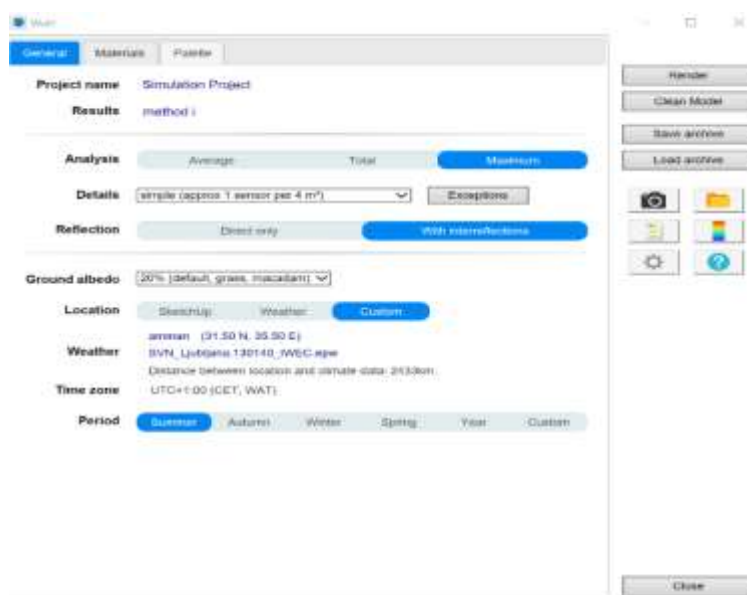 General Materials Palette
Project name Simulation Project
Results method i
Analysis Average Total Maximum
Details simple (approx 1 sensor per 4 m²) Exceptions
Reflection Direct only With interreflections
Ground albedo 20% (default, grass, macadam)
Location SketchUp Weather Custom
amman (31.50 N, 35.50 E)
Weather SVN_Ljubljana.130140_IWEC.epw
Distance between location and climate data: 2433km.
Time zone UTC+1:00 (CET, WAT)
Period Summer Autumn Winter Spring Year Custom
Render
Clean Model
Save archive
Load archive
Close